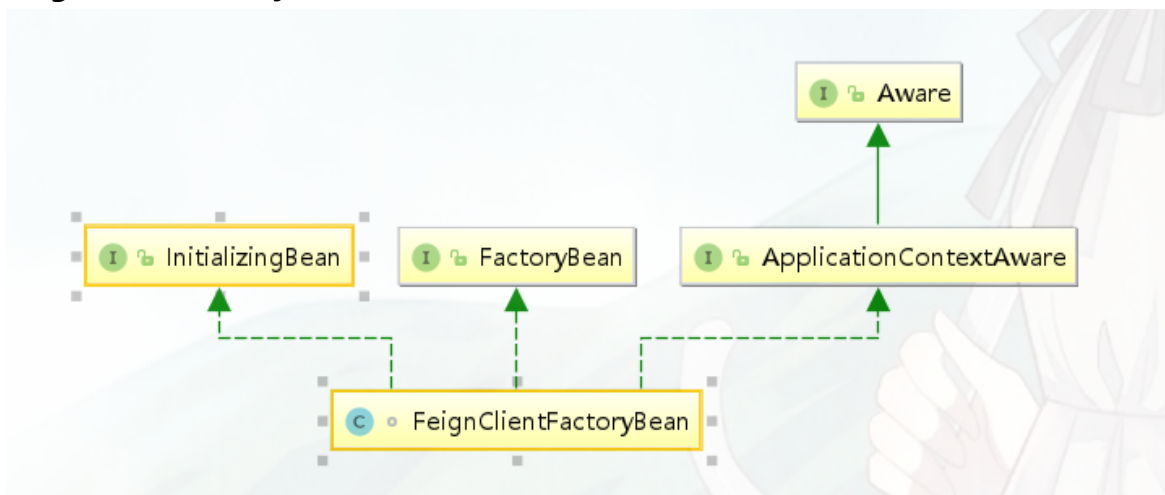 Aware
InitializingBean
FactoryBean
ApplicationContextAware
FeignClientFactoryBean